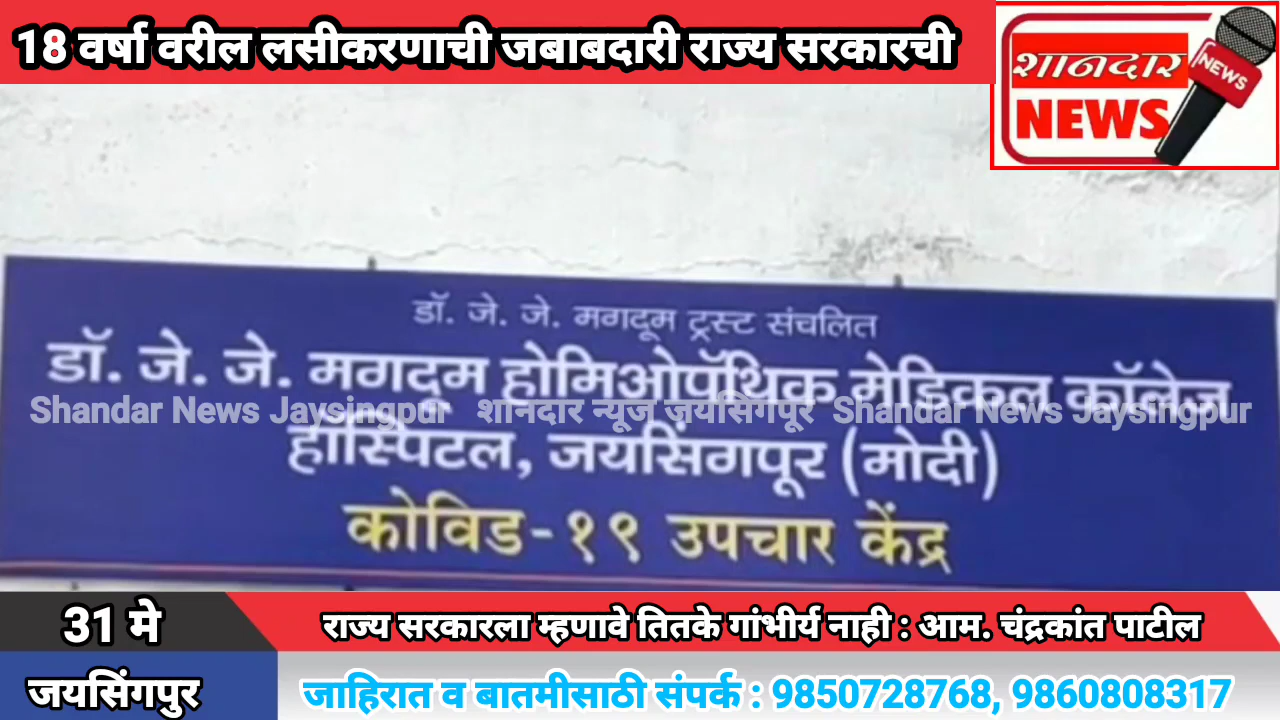 18 वर्षा वरील लसीकरणाची जबाबदारी राज्य सरकारची
शानदार
NEWS
NEWS
डॉ. जे. जे. मगदूम ट्रस्ट संचलित
डॉ. जे. जे. मगदूम होमिओपॅथिक मेडिकल कॉलेज
Shandar News Jaysingpur शानदार न्यूज जयसिंगपूर Shandar News Jaysingpur
हॉस्पिटल, जयसिंगपूर (मोदी)
कोविड-१९ उपचार केंद्र
31 मे
राज्य सरकारला म्हणावे तितके गांभीर्य नाही : आम. चंद्रकांत पाटील
जयसिंगपुर
जाहिरात व बातमीसाठी संपर्क : 9850728768, 9860808317